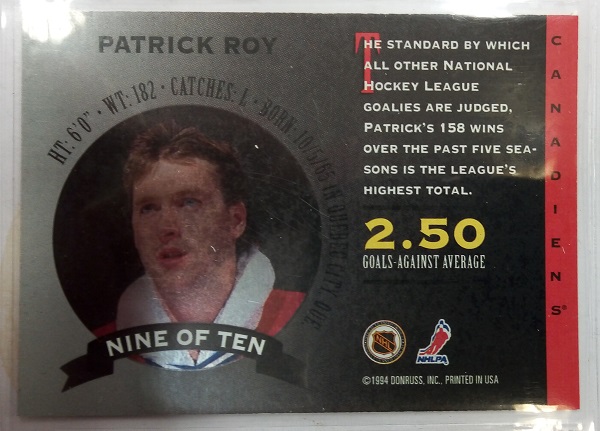 PATRICK ROY
HT: 6'0" • WT: 182 • CATCHES: L • BORN: 10/5/65 IN QUEBEC CITY, QUE.
NINE OF TEN
THE STANDARD BY WHICH
ALL OTHER NATIONAL
HOCKEY LEAGUE
GOALIES ARE JUDGED,
PATRICK'S 158 WINS
OVER THE PAST FIVE SEA-
SONS IS THE LEAGUE'S
HIGHEST TOTAL.
2.50
GOALS-AGAINST AVERAGE
NHL
NHLPA
©1994 DONRUSS, INC., PRINTED IN USA
CANADIENS®